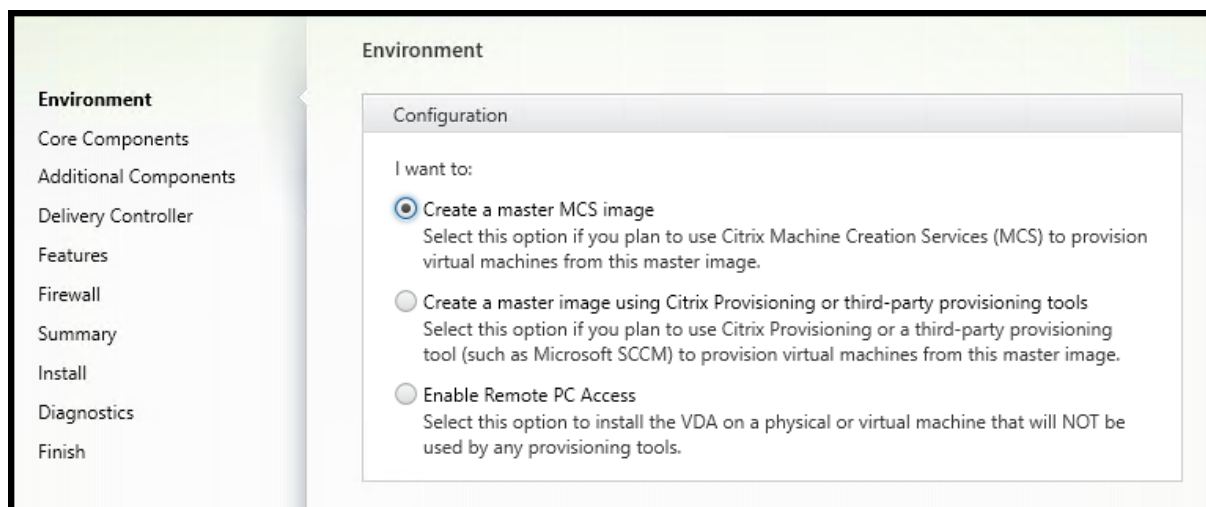 Environment
Core Components
Additional Components
Delivery Controller
Features
Firewall
Summary
Install
Diagnostics
Finish
Environment
Configuration
I want to:
Create a master MCS image
Select this option if you plan to use Citrix Machine Creation Services (MCS) to provision
virtual machines from this master image.
Create a master image using Citrix Provisioning or third-party provisioning tools
Select this option if you plan to use Citrix Provisioning or a third-party provisioning
tool (such as Microsoft SCCM) to provision virtual machines from this master image.
Enable Remote PC Access
Select this option to install the VDA on a physical or virtual machine that will NOT be
used by any provisioning tools.